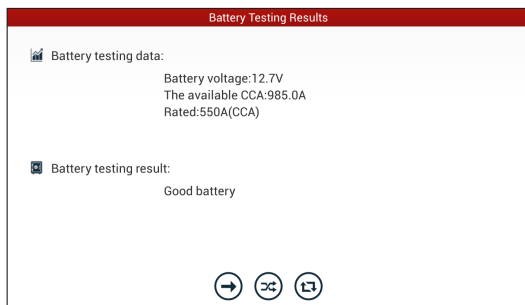 Battery Testing Results
Battery testing data:
Battery voltage:12.7V
The available CCA:985.0A
Rated:550A(CCA)
Battery testing result:
Good battery